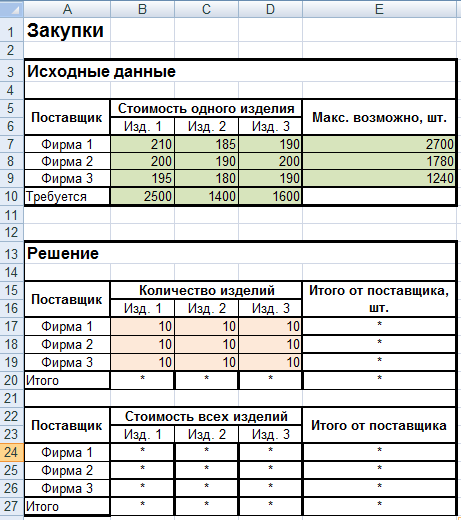 A B C D E
1 Закупки
2
3 Исходные данные
4
5 Поставщик Стоимость одного изделия Макс. возможно, шт.
6 Изд. 1 Изд. 2 Изд. 3
7 Фирма 1 210 185 190 2700
8 Фирма 2 200 190 200 1780
9 Фирма 3 195 180 190 1240
10 Требуется 2500 1400 1600
11
12
13 Решение
14
15 Поставщик Количество изделий Итого от поставщика,
16 Изд. 1 Изд. 2 Изд. 3 шт.
17 Фирма 1 10 10 10 *
18 Фирма 2 10 10 10 *
19 Фирма 3 10 10 10 *
20 Итого * * * *
21
22 Поставщик Стоимость всех изделий Итого от поставщика
23 Изд. 1 Изд. 2 Изд. 3
24 Фирма 1 * * * *
25 Фирма 2 * * * *
26 Фирма 3 * * * *
27 Итого * * * *